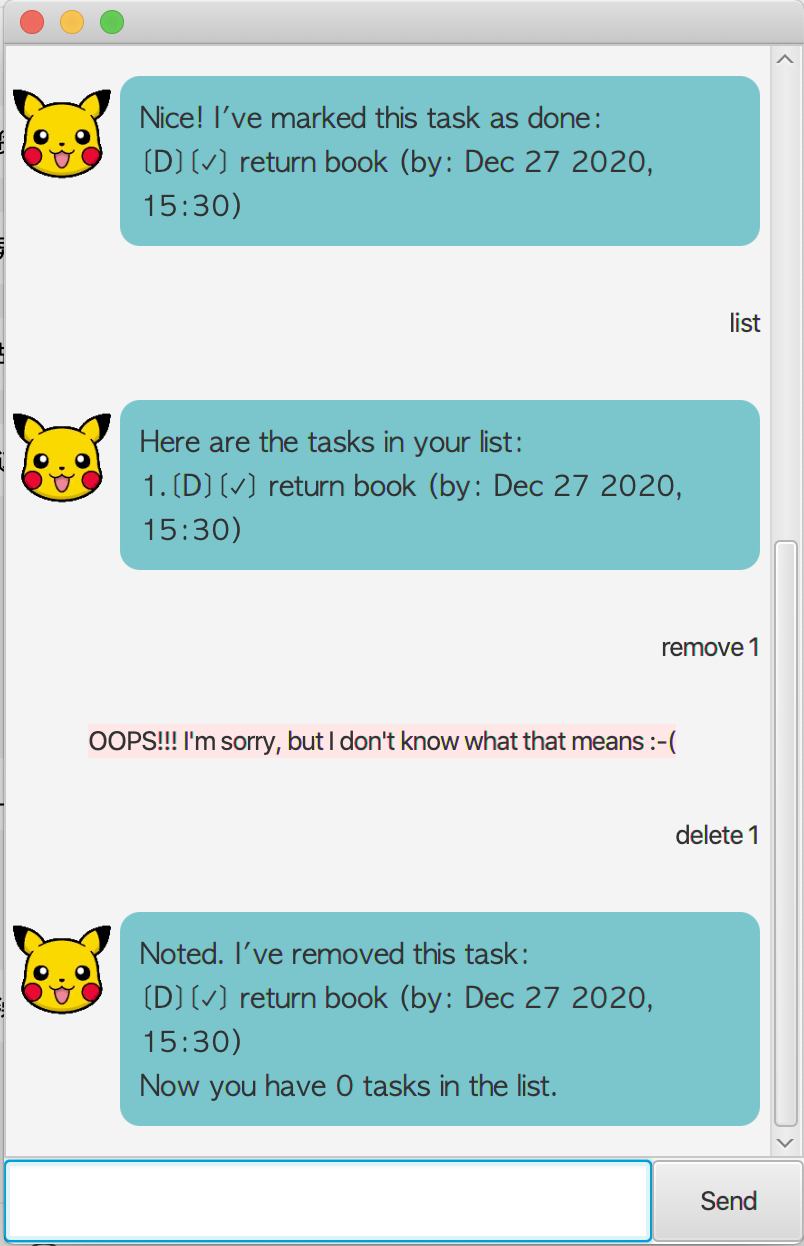 Nice! I've marked this task as done:
[D][✓] return book (by: Dec 27 2020,
15:30)
list
Here are the tasks in your list:
1.[D][✓] return book (by: Dec 27 2020,
15:30)
remove 1
OOPS!!! I'm sorry, but I don't know what that means :-(
delete 1
Noted. I've removed this task:
[D][✓] return book (by: Dec 27 2020,
15:30)
Now you have 0 tasks in the list.
Send